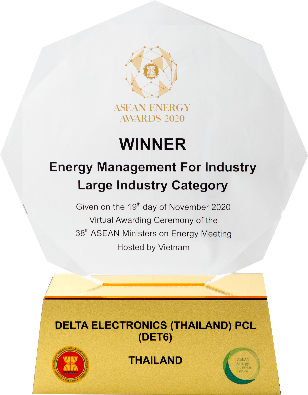 ASEAN ENERGY
AWARDS 2020
WINNER
Energy Management For Industry
Large Industry Category
Given on the 19th day of November 2020
Virtual Awarding Ceremony of the
38th ASEAN Ministers on Energy Meeting
Hosted by Vietnam
DELTA ELECTRONICS (THAILAND) PCL
(DET6)
THAILAND